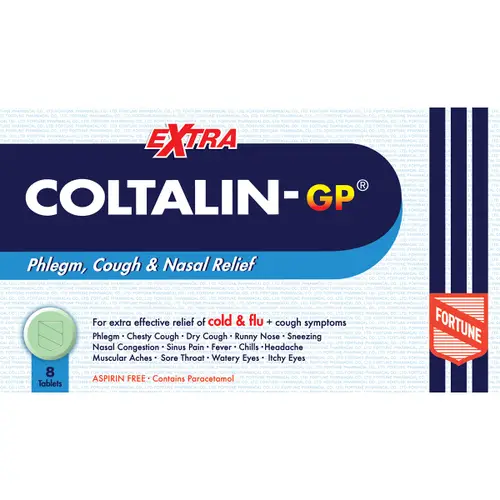 EXTRA
COLTALIN-GP®
Phlegm, Cough & Nasal Relief
For extra effective relief of cold & flu + cough symptoms
Phlegm • Chesty Cough • Dry Cough • Runny Nose • Sneezing
Nasal Congestion • Sinus Pain • Fever • Chills • Headache
Muscular Aches • Sore Throat • Watery Eyes • Itchy Eyes
8
Tablets
ASPIRIN FREE • Contains Paracetamol
FORTUNE